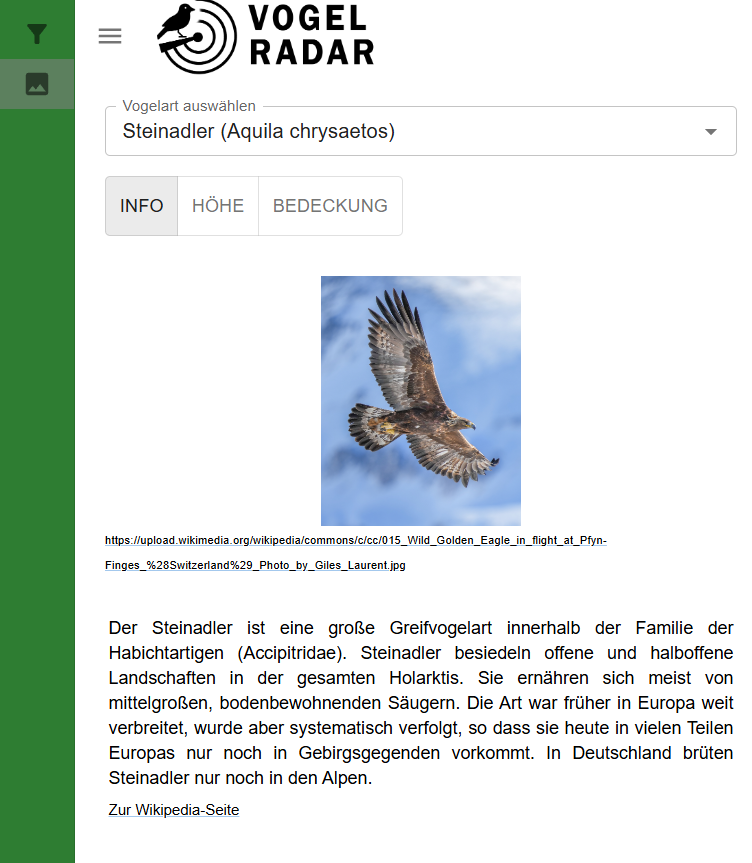 VOGEL
RADAR
Vogelart auswählen
Steinadler (Aquila chrysaetos)
INFO HÖHE BEDECKUNG
https://upload.wikimedia.org/wikipedia/commons/c/cc/015_Wild_Golden_Eagle_in_flight_at_Pfyn-
Finges_%28Switzerland%29_Photo_by_Giles_Laurent.jpg
Der Steinadler ist eine große Greifvogelart innerhalb der Familie der
Habichtartigen (Accipitridae). Steinadler besiedeln offene und halboffene
Landschaften in der gesamten Holarktis. Sie ernähren sich meist von
mittelgroßen, bodenbewohnenden Säugern. Die Art war früher in Europa weit
verbreitet, wurde aber systematisch verfolgt, so dass sie heute in vielen Teilen
Europas nur noch in Gebirgsgegenden vorkommt. In Deutschland brüten
Steinadler nur noch in den Alpen.
Zur Wikipedia-Seite